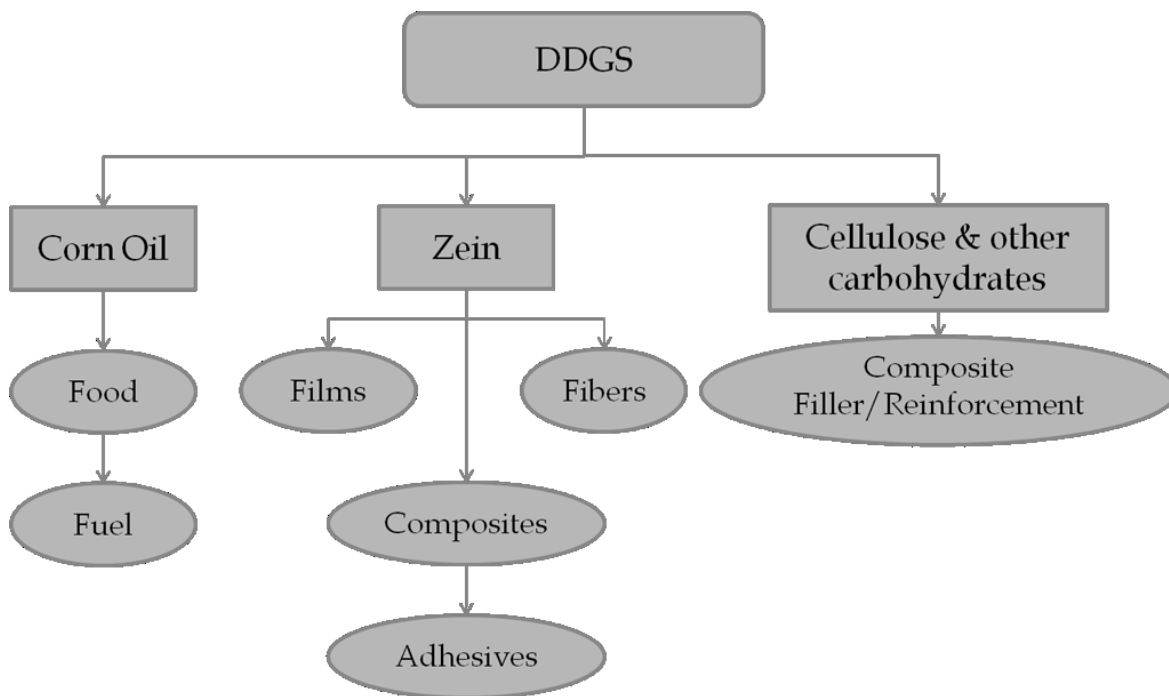 DDGS
Corn Oil
Zein
Cellulose & other
carbohydrates
Food
Films
Fibers
Composite
Filler/Reinforcement
Fuel
Composites
Adhesives